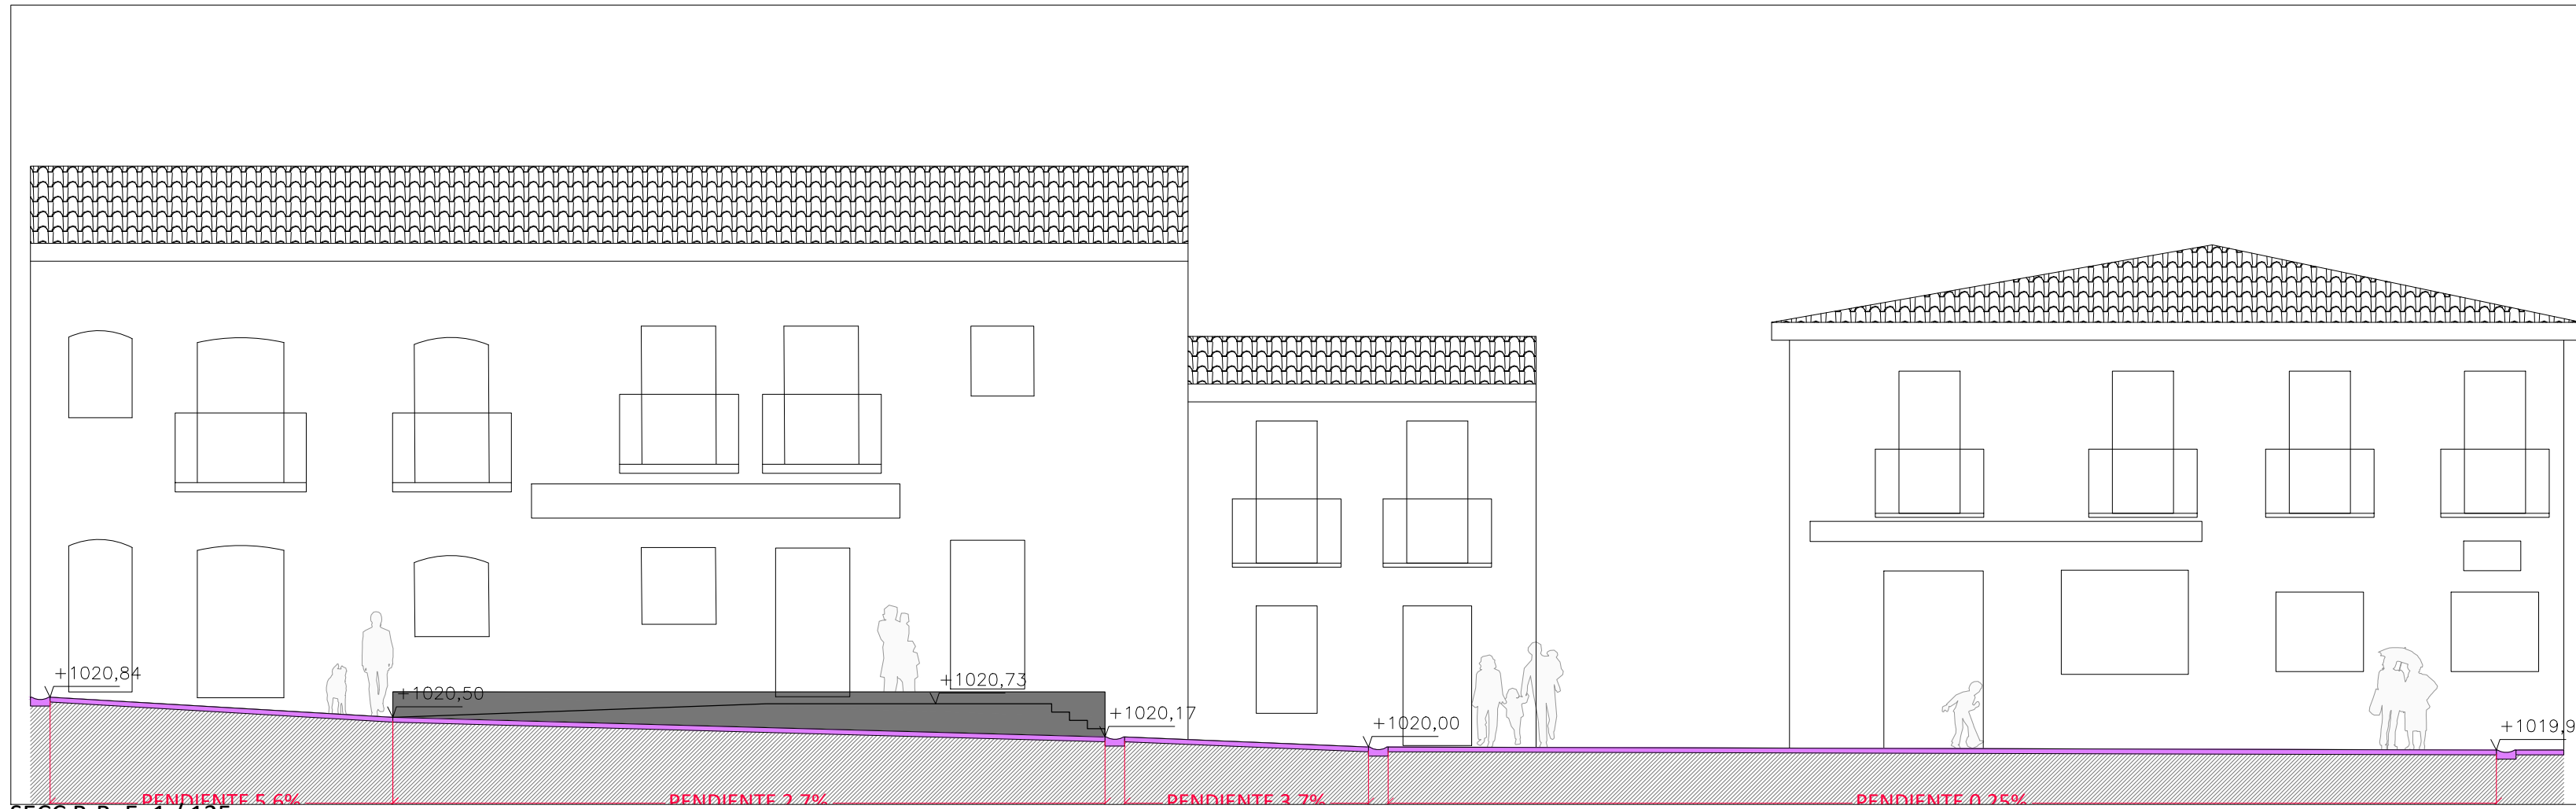 +1020,84
+1020,50
+1020,73
+1020,17
+1020,00
+1019,9
PENDIENTE 5.6%
PENDIENTE 2.7%
PENDIENTE 3.7%
PENDIENTE 0.25%